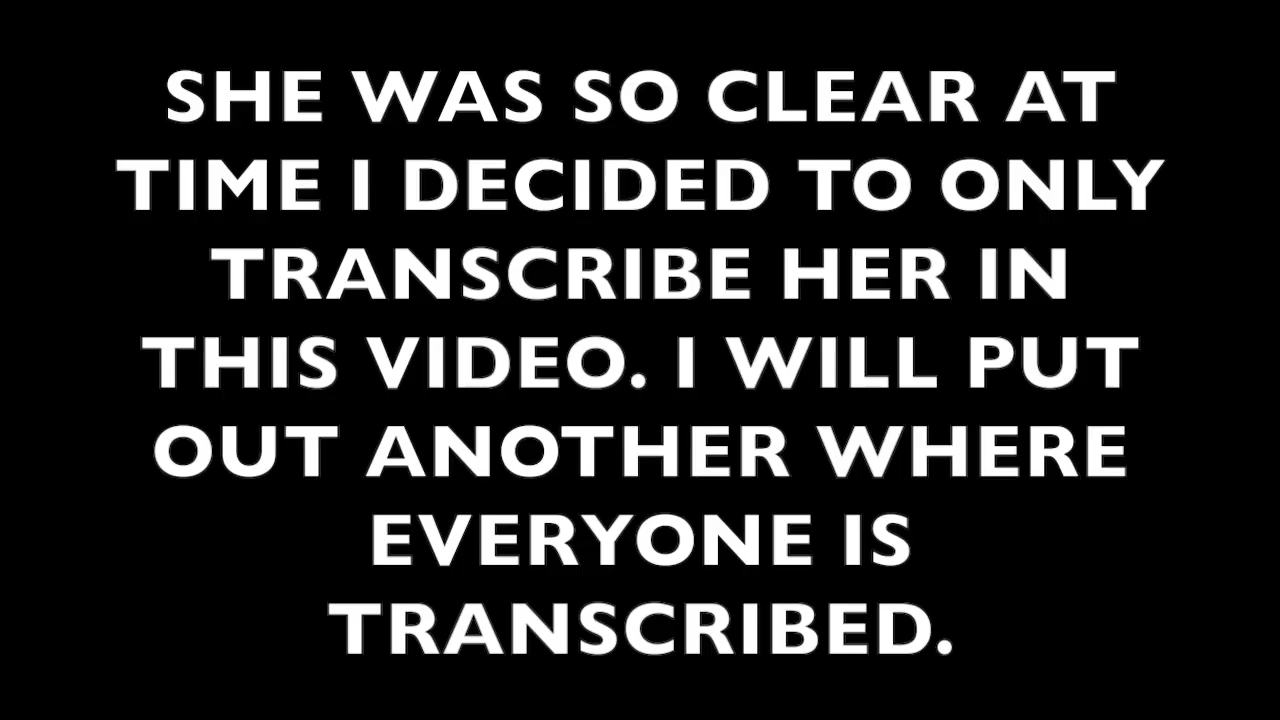 SHE WAS SO CLEAR AT
TIME I DECIDED TO ONLY
TRANSCRIBE HER IN
THIS VIDEO. I WILL PUT
OUT ANOTHER WHERE
EVERYONE IS
TRANSCRIBED.